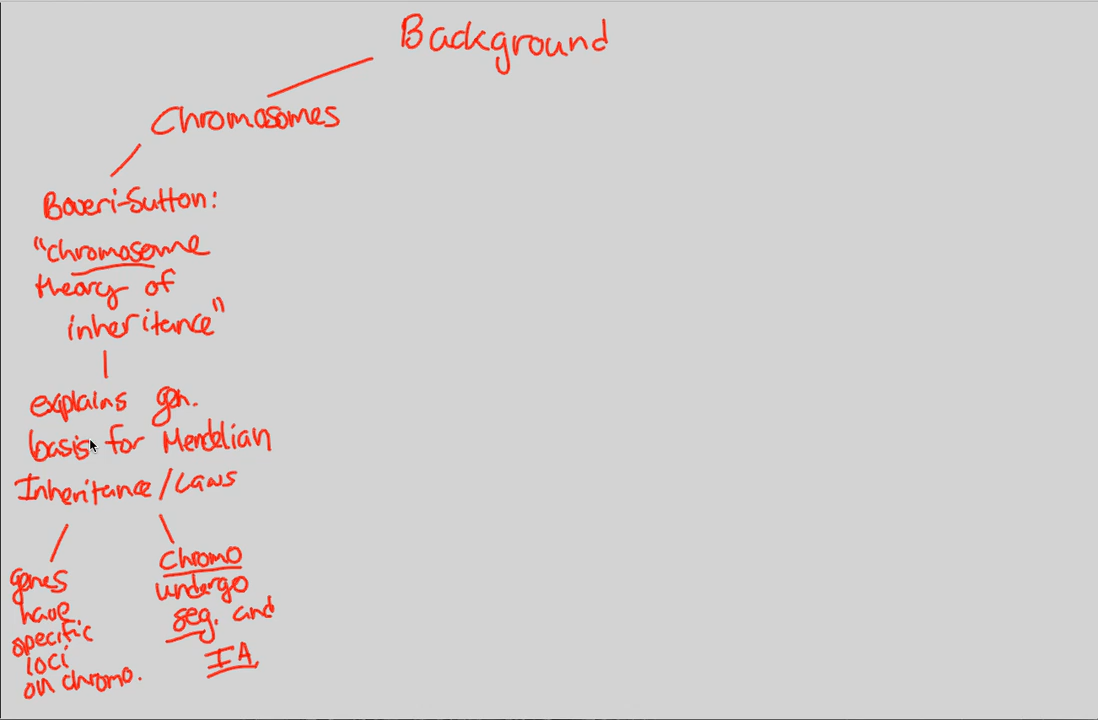 Background
Chromosomes
Boveri-Sutton:
"chromosome
theory of
inheritance"
explains gen.
basis for Mendelian
Inheritance/Laws
genes
have
specific
loci
on chromo.
Chromo
undergo
seg. and
IA